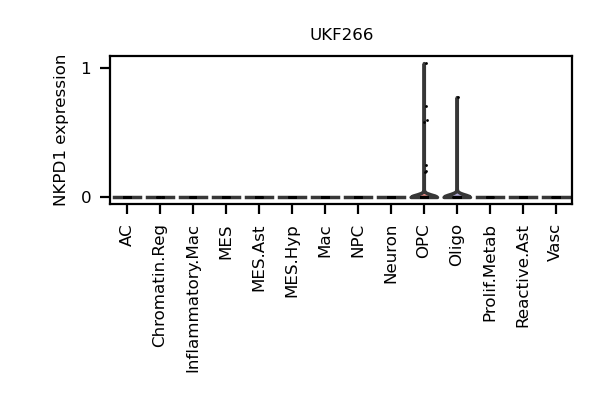 UKF266
NKPD1 expression
1
0
AC
Chromatin.Reg
Inflammatory.Mac
MES
MES.Ast
MES.Hyp
Mac
NPC
Neuron
OPC
Oligo
Prolif.Metab
Reactive.Ast
Vasc